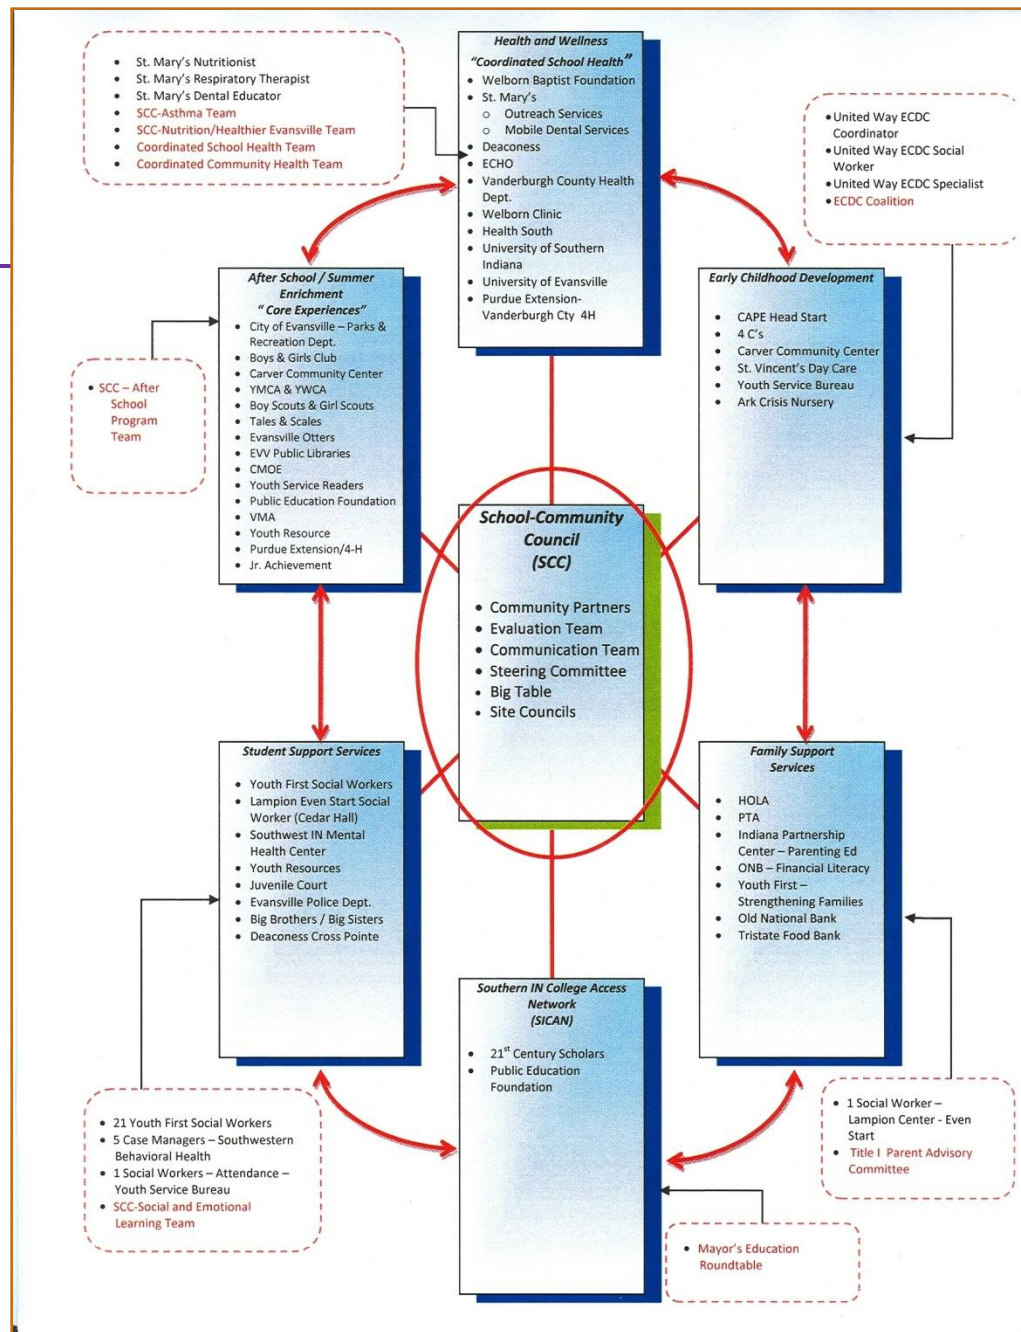 • St. Mary's Nutritionist
• St. Mary's Respiratory Therapist
• St. Mary's Dental Educator
• SCC-Asthma Team
• SCC-Nutrition/Healthier Evansville Team
• Coordinated School Health Team
• Coordinated Community Health Team
Health and Wellness
"Coordinated School Health"
• Welborn Baptist Foundation
• St. Mary's
o Outreach Services
o Mobile Dental Services
• Deaconess
• ECHO
• Vanderburgh County Health
Dept.
• Welborn Clinic
• Health South
• University of Southern
Indiana
• University of Evansville
• Purdue Extension-
Vanderburgh Cty 4H
• United Way ECDC
Coordinator
• United Way ECDC Social
Worker
• United Way ECDC Specialist
• ECDC Coalition
• SCC – After
School
Program
Team
After School / Summer
Enrichment
" Core Experiences"
• City of Evansville – Parks &
Recreation Dept.
• Boys & Girls Club
• Carver Community Center
• YMCA & YWCA
• Boy Scouts & Girl Scouts
• Tales & Scales
• Evansville Otters
• EVV Public Libraries
• CMOE
• Youth Service Readers
• Public Education Foundation
• VMA
• Youth Resource
• Purdue Extension/4-H
• Jr. Achievement
Early Childhood Development
• CAPE Head Start
• 4 C's
• Carver Community Center
• St. Vincent's Day Care
• Youth Service Bureau
• Ark Crisis Nursery
School-Community
Council
(SCC)
• Community Partners
• Evaluation Team
• Communication Team
• Steering Committee
• Big Table
• Site Councils
Student Support Services
• Youth First Social Workers
• Lampion Even Start Social
Worker (Cedar Hall)
• Southwest IN Mental
Health Center
• Youth Resources
• Juvenile Court
• Evansville Police Dept.
• Big Brothers / Big Sisters
• Deaconess Cross Pointe
Family Support
Services
• HOLA
• PTA
• Indiana Partnership
Center – Parenting Ed
• ONB – Financial Literacy
• Youth First –
Strengthening Families
• Old National Bank
• Tristate Food Bank
Southern IN College Access
Network
(SICAN)
• 21st Century Scholars
• Public Education
Foundation
• 21 Youth First Social Workers
• 5 Case Managers – Southwestern
Behavioral Health
• 1 Social Workers – Attendance –
Youth Service Bureau
• SCC-Social and Emotional
Learning Team
• 1 Social Worker –
Lampion Center - Even
Start
• Title I Parent Advisory
Committee
• Mayor's Education
Roundtable